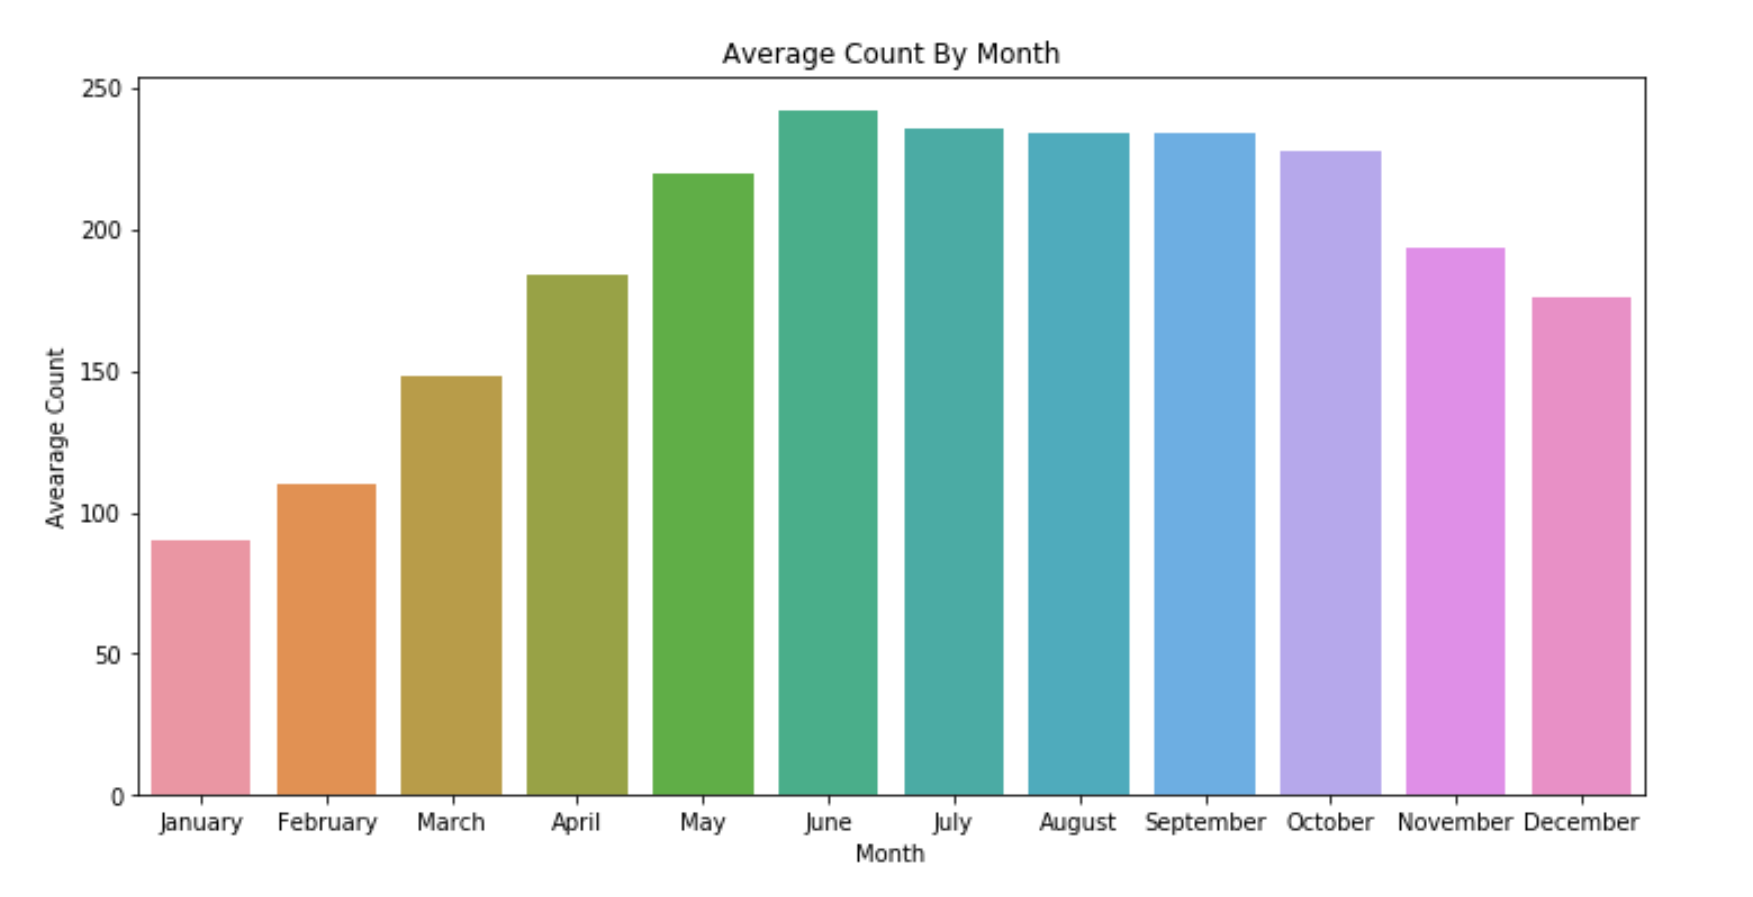 Average Count By Month
250
200
150
100
50
0
Avearage Count
January February March April May June July August September October November December
Month